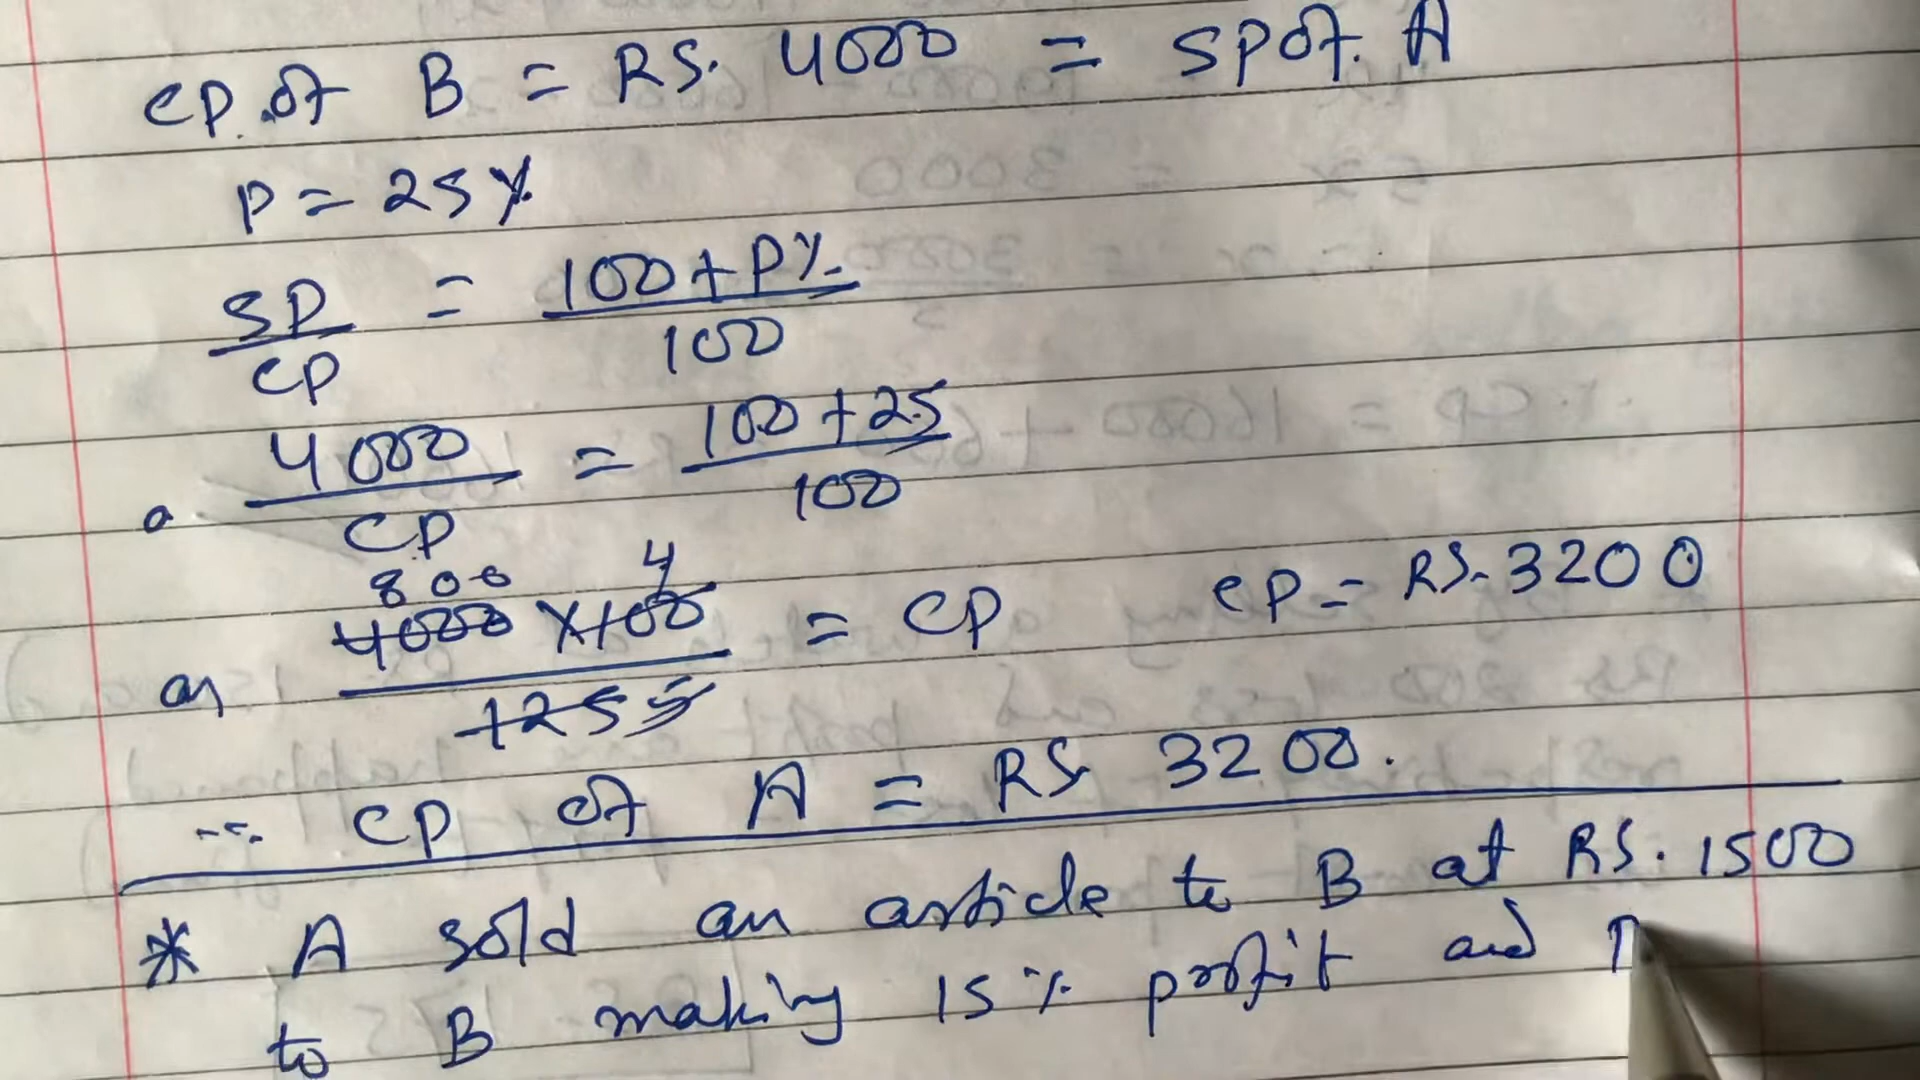 CP. of B = RS. 4000 = SP of. A
P = 25%
SP/CP = 100+P%/100
a 4000/CP = 100+25/100
800 4
or 4000 × 100/125 5 = CP CP = RS. 3200
∴ CP of A = RS 3200.
* A sold an article to B at RS. 1500
to B making 15% profit and